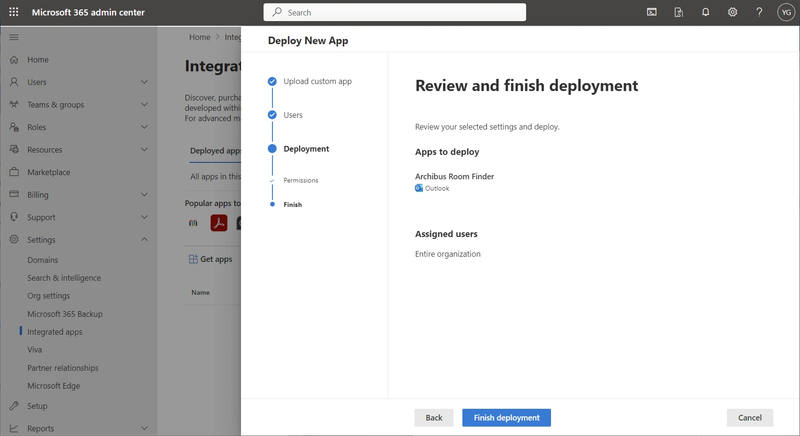 Microsoft 365 admin center
Search
YG
Home
Users
Teams & groups
Roles
Resources
Marketplace
Billing
Support
Settings
Domains
Search & intelligence
Org settings
Microsoft 365 Backup
Integrated apps
Viva
Partner relationships
Microsoft Edge
Setup
Reports
Home > Integ
Integrat
Discover, purcha
developed withi
For advanced m
Deployed apps
All apps in this
Popular apps to
Get apps
Name
Deploy New App
Upload custom app
Users
Deployment
Permissions
Finish
Review and finish deployment
Review your selected settings and deploy.
Apps to deploy
Archibus Room Finder
Outlook
Assigned users
Entire organization
Back
Finish deployment
Cancel